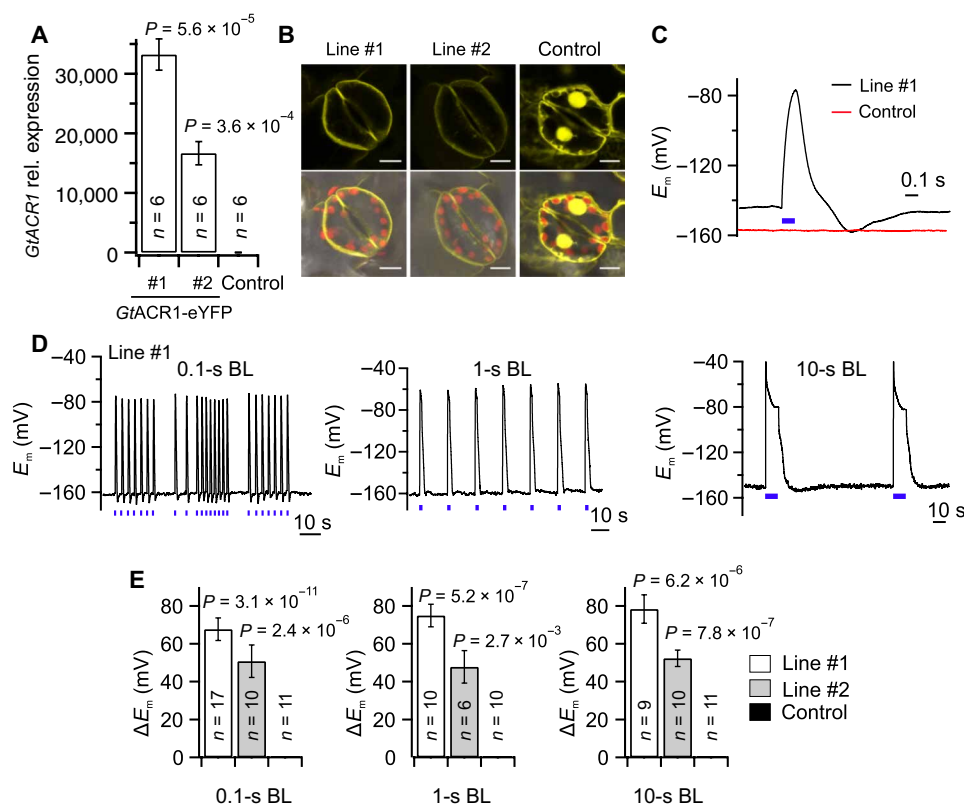 A
GtACR1 rel. expression
30,000
20,000
10,000
0
P = 5.6 × 10⁻⁵
P = 3.6 × 10⁻⁴
n = 6
n = 6
n = 6
#1
#2
Control
GtACR1-eYFP
B
Line #1
Line #2
Control
C
Eₘ (mV)
−80
−120
−160
Line #1
Control
0.1 s
D
Line #1
0.1-s BL
Eₘ (mV)
−40
−80
−120
−160
10 s
1-s BL
Eₘ (mV)
−40
−80
−120
−160
10 s
10-s BL
Eₘ (mV)
−40
−80
−120
−160
10 s
E
ΔEₘ (mV)
80
60
40
20
0
P = 3.1 × 10⁻¹¹
P = 2.4 × 10⁻⁶
n = 17
n = 10
n = 11
0.1-s BL
ΔEₘ (mV)
80
60
40
20
0
P = 5.2 × 10⁻⁷
P = 2.7 × 10⁻³
n = 10
n = 6
n = 10
1-s BL
ΔEₘ (mV)
80
60
40
20
0
P = 6.2 × 10⁻⁶
P = 7.8 × 10⁻⁷
n = 9
n = 10
n = 11
10-s BL
Line #1
Line #2
Control